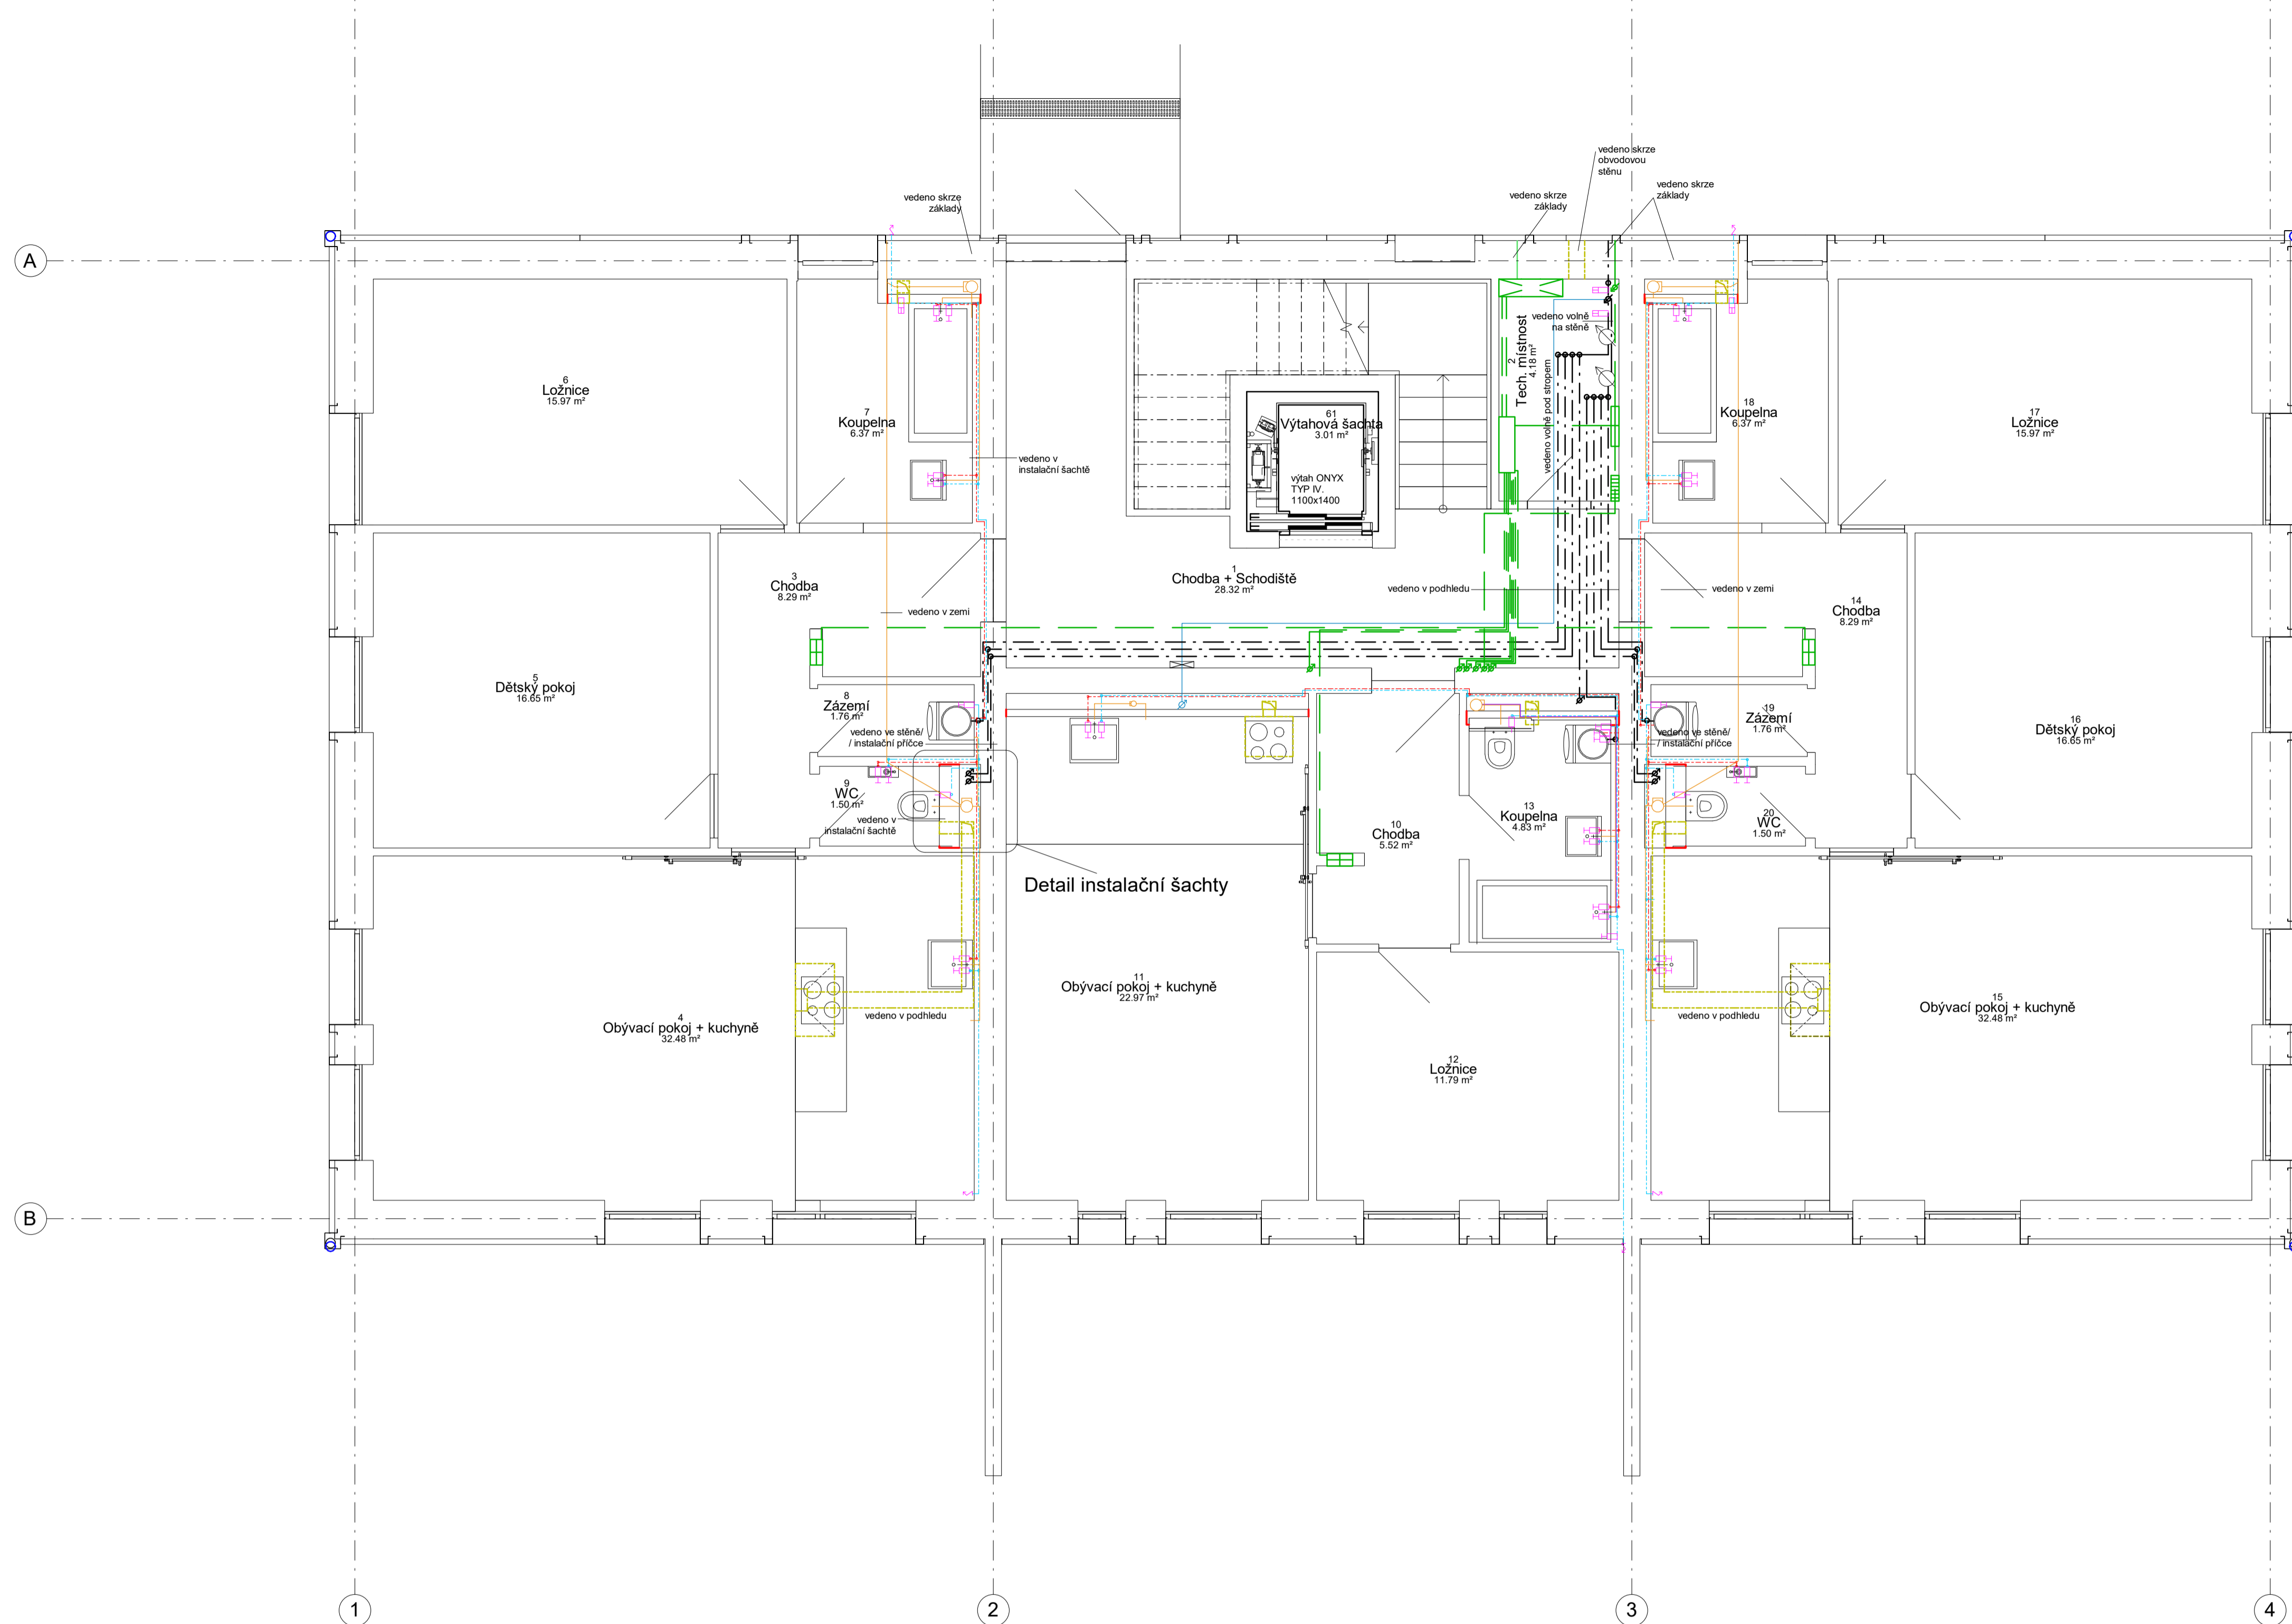 vedeno skrze
obvodovou
stěnu
vedeno skrze
základy
vedeno skrze
základy
vedeno skrze
základy
A
6
Ložnice
15.97 m²
7
Koupelna
6.37 m²
vedeno v
instalační šachtě
61
Výtahová šachta
3.01 m²
výtah ONYX
TYP IV.
1100x1400
2
Tech. místnost
4.18 m²
vedeno volně
na stěně
vedeno volně pod stropem
18
Koupelna
6.37 m²
17
Ložnice
15.97 m²
3
Chodba
8.29 m²
vedeno v zemi
1
Chodba + Schodiště
28.32 m²
vedeno v podhledu
vedeno v zemi
14
Chodba
8.29 m²
5
Dětský pokoj
16.65 m²
8
Zázemí
1.76 m²
vedeno ve stěně/
/ instalační příčce
19
Zázemí
1.76 m²
vedeno ve stěně/
/ instalační příčce
16
Dětský pokoj
16.65 m²
9
WC
1.50 m²
vedeno v
instalační šachtě
10
Chodba
5.52 m²
13
Koupelna
4.83 m²
20
WC
1.50 m²
Detail instalační šachty
4
Obývací pokoj + kuchyně
32.48 m²
vedeno v podhledu
11
Obývací pokoj + kuchyně
22.97 m²
12
Ložnice
11.79 m²
vedeno v podhledu
15
Obývací pokoj + kuchyně
32.48 m²
B
1
2
3
4